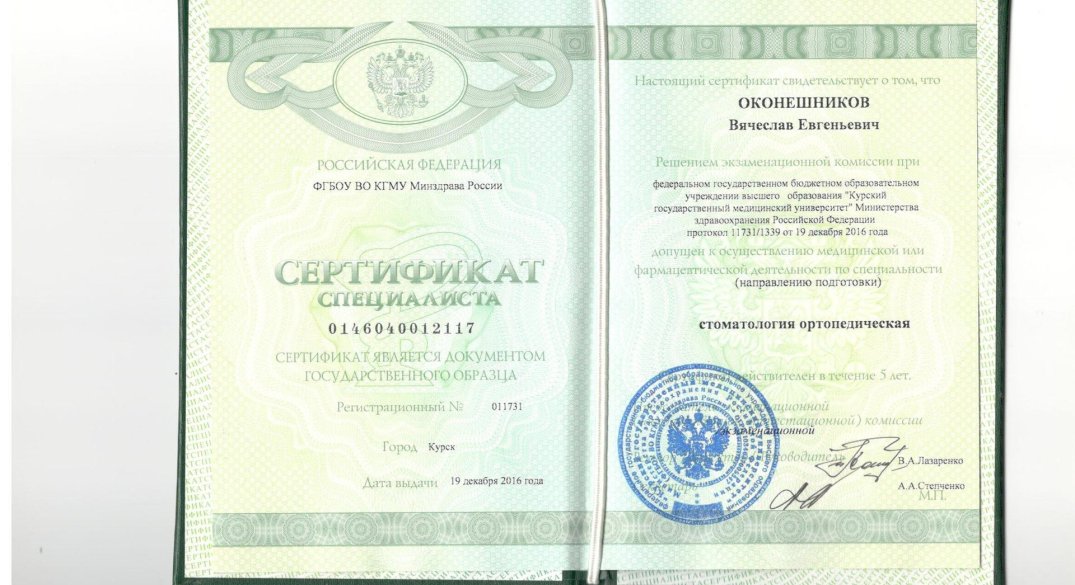 РОССИЙСКАЯ ФЕДЕРАЦИЯ
ФГБОУ ВО КГМУ Минздрава России
СЕРТИФИКАТ
СПЕЦИАЛИСТА
0146040012117
СЕРТИФИКАТ ЯВЛЯЕТСЯ ДОКУМЕНТОМ
ГОСУДАРСТВЕННОГО ОБРАЗЦА
Регистрационный № 011731
Город Курск
Дата выдачи 19 декабря 2016 года
Настоящий сертификат свидетельствует о том, что
ОКОНЕШНИКОВ
Вячеслав Евгеньевич
Решением экзаменационной комиссии при
федеральном государственном бюджетном образовательном
учреждении высшего образования "Курский
государственный медицинский университет" Министерства
здравоохранения Российской Федерации
протокол 11731/1339 от 19 декабря 2016 года
допущен к осуществлению медицинской или
фармацевтической деятельности по специальности
(направлению подготовки)
стоматология ортопедическая
действителен в течение 5 лет.
комиссии
экзаменационной
руководитель
В.А.Лазаренко
А.А.Степченко
М.П.